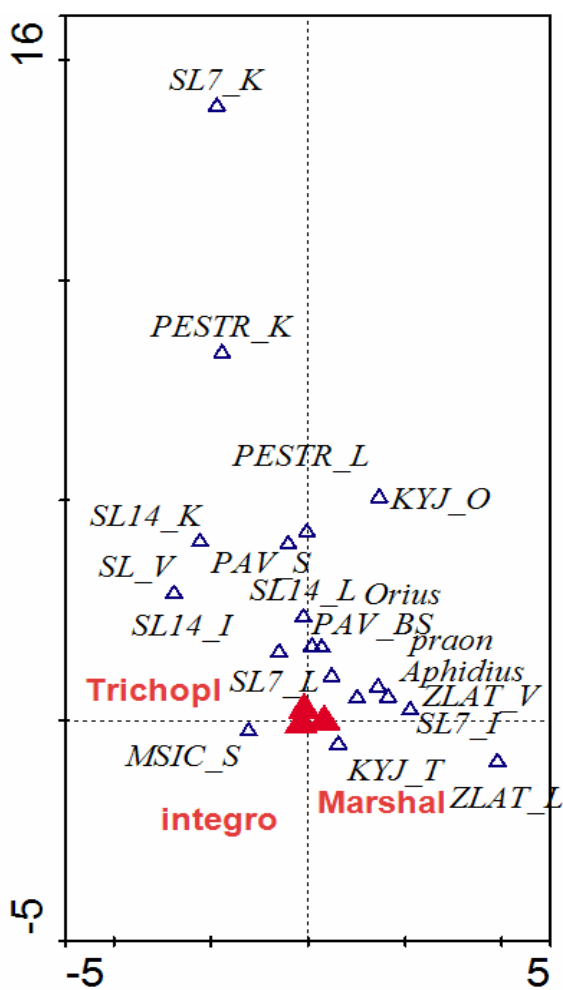 16
SL7_K
PESTR_K
PESTR_L
KYJ_O
SL14_K
SL_V
PAV_S
SL14_L
Orius
SL14_I
PAV_BS
praon
Trichopl
SL7_L
Aphidius
ZLAT_V
SL7_I
MSIC_S
KYJ_T
integro
Marshal
ZLAT_L
-5
-5
5